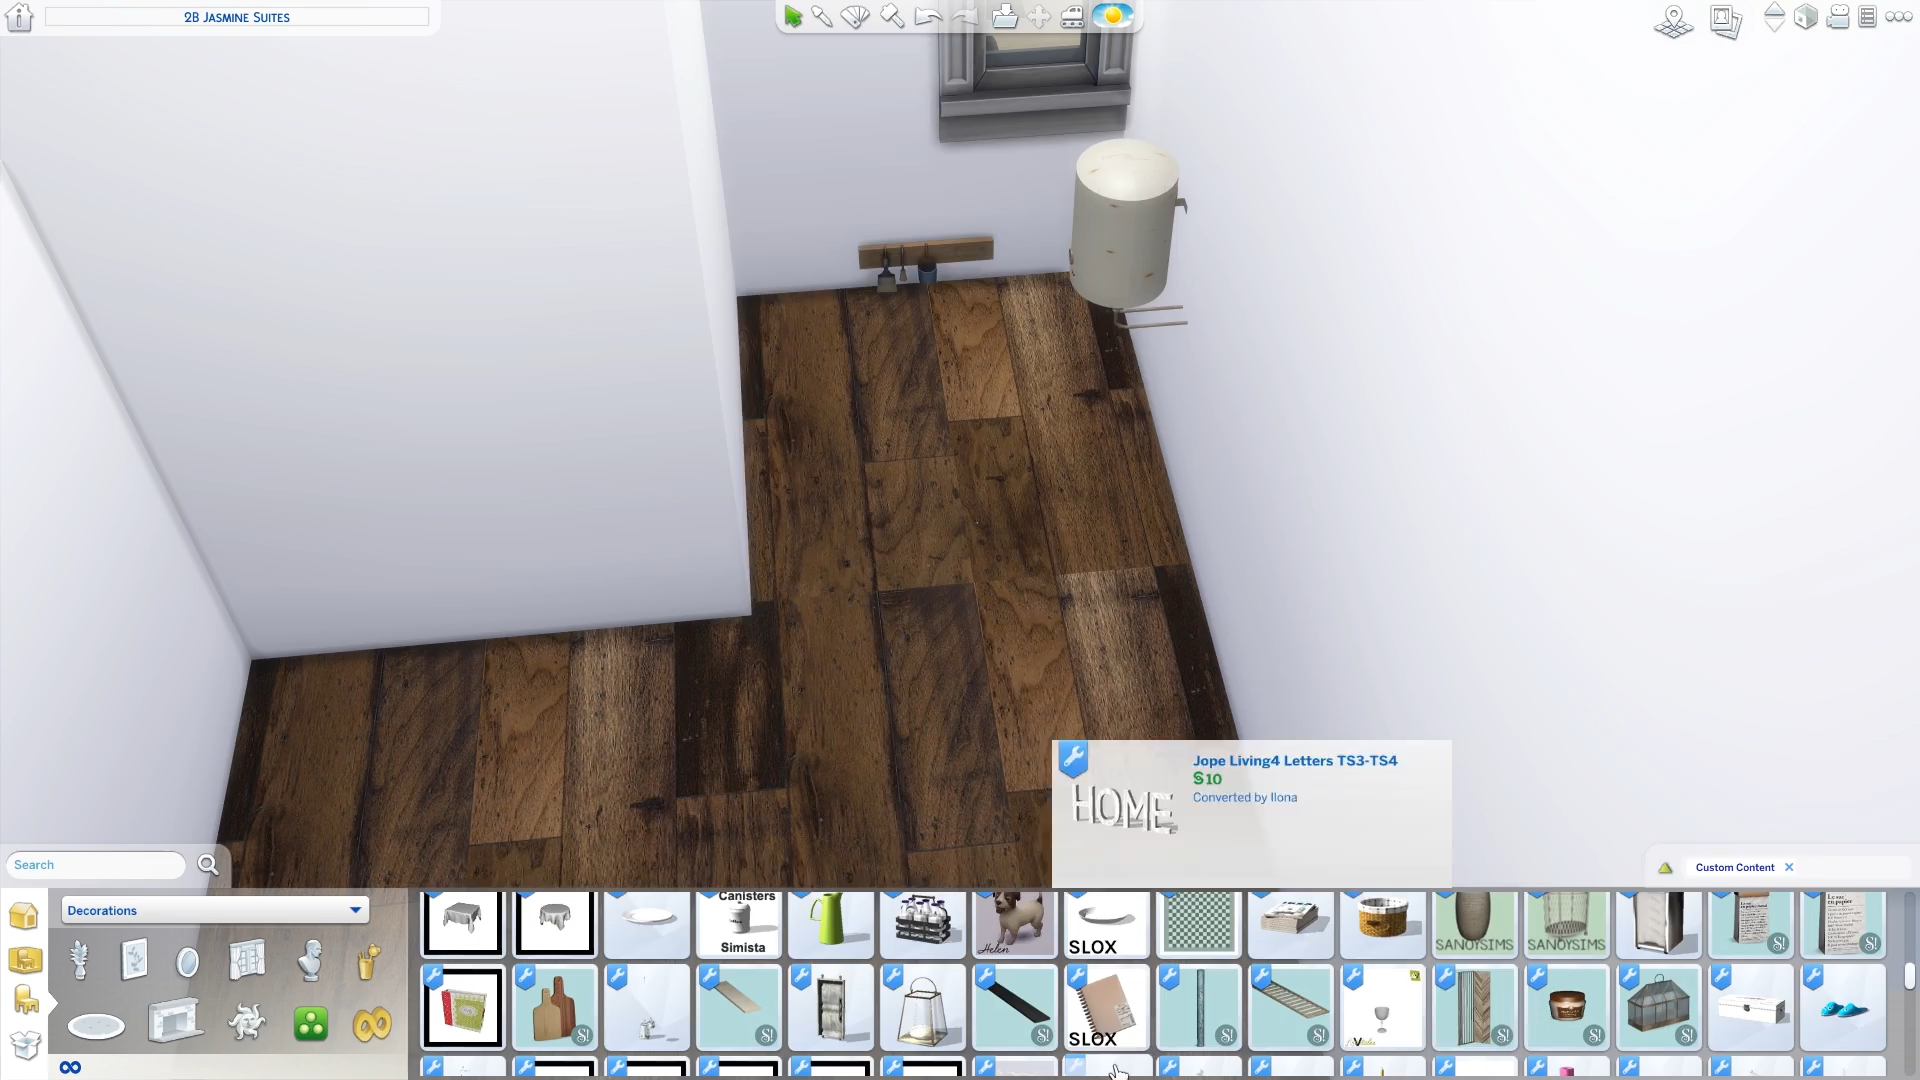 2B Jasmine Suites
Jope Living4 Letters TS3-TS4
§10
Converted by Ilona
HOME
Search
Custom Content
Decorations
Canisters
Simista
Helen
SLOX
SANOYSIMS
SANOYSIMS
S!
S!
S!
S!
S!
SLOX
S!
S!
S!
S!
S!